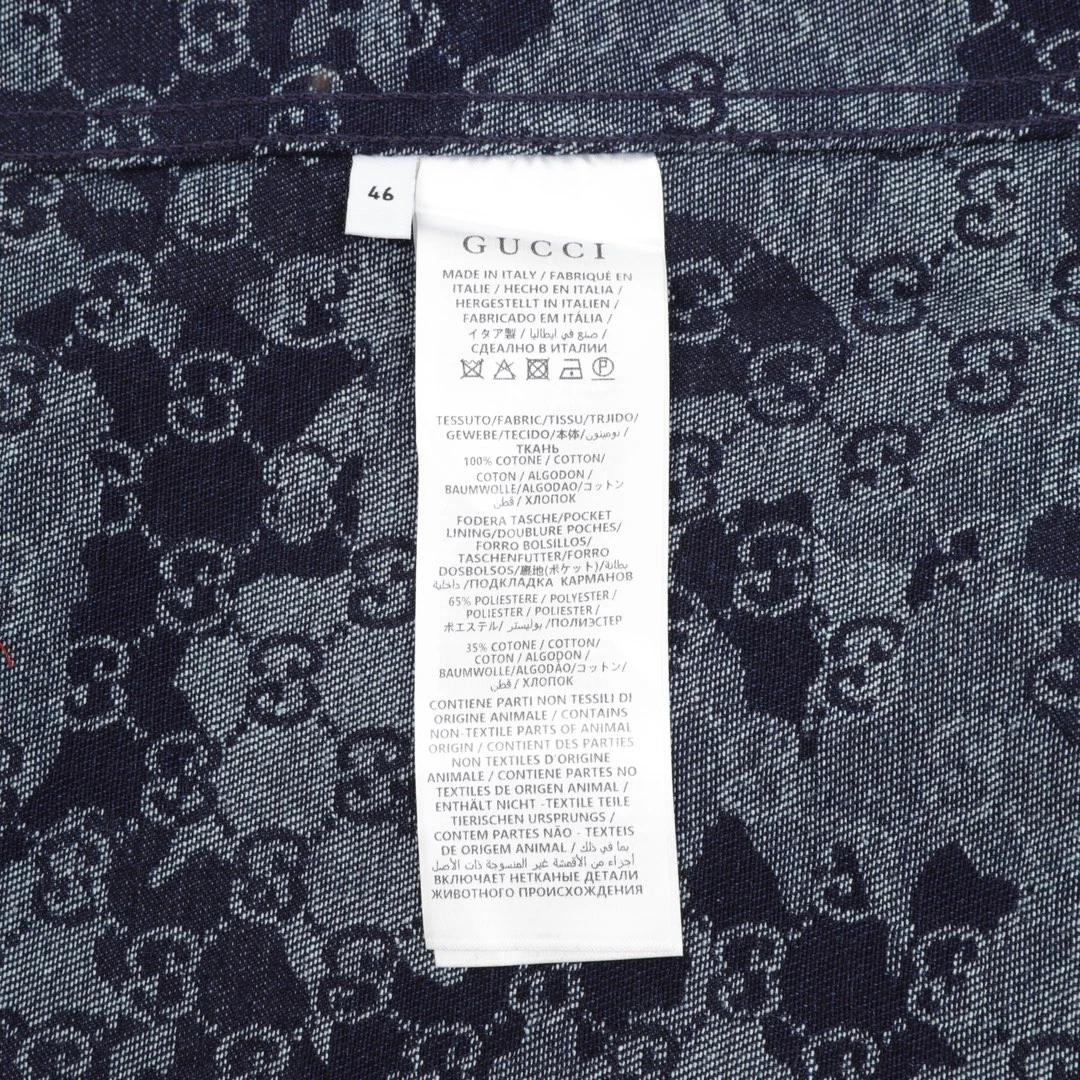 46
GUCCI
MADE IN ITALY / FABRIQUÉ EN
ITALIE / HECHO EN ITALIA /
HERGESTELLT IN ITALIEN /
FABRICADO EM ITÁLIA /
イタア製 / صنع في ايطاليا /
СДЕАЛНО В ИТАЛИИ
TESSUTO/FABRIC/TISSU/TRJIDO/
GEWEBE/TECIDO/本体/نومينون/
ТКАНЬ
100% COTONE / COTTON/
COTON / ALGODON /
BAUMWOLLE/ALGODAO/コットン
قطن / ХЛОПОК
FODERA TASCHE/POCKET
LINING/DOUBLURE POCHES/
FORRO BOLSILLOS/
TASCHENFUTTER/FORRO
DOSBOLSOS/裏地(ポケット)/بطانة
داخلية/ПОДКЛАДКА КАРМАНОВ
65% POLIESTERE / POLYESTER /
POLIESTER / POLIESTER /
ポエステル/ بوليستر /ПОЛИЭСТЕР
35% COTONE / COTTON/
COTON / ALGODON /
BAUMWOLLE/ALGODÃO/コットン/
قطن / ХЛОПОК
CONTIENE PARTI NON TESSILI DI
ORIGINE ANIMALE / CONTAINS
NON-TEXTILE PARTS OF ANIMAL
ORIGIN / CONTIENT DES PARTIES
NON TEXTILES D'ORIGINE
ANIMALE / CONTIENE PARTES NO
TEXTILES DE ORIGEN ANIMAL /
ENTHÄLT NICHT -TEXTILE TEILE
TIERISCHEN URSPRUNGS /
CONTEM PARTES NÃO - TEXTEIS
DE ORIGEM ANIMAL / بما في ذلك
أجزاء من الأقمشة غير المنسوجة ذات الأصل
ВКЛЮЧАЕТ НЕТКАНЫЕ ДЕТАЛИ
ЖИВОТНОГО ПРОИСХОЖДЕНИЯ